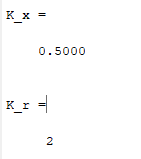 K_x =
0.5000
K_r =
2